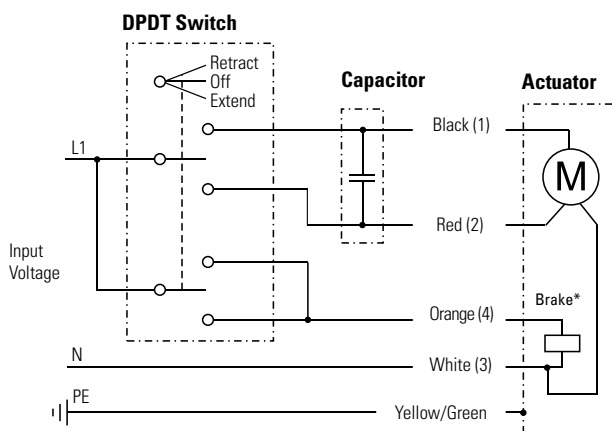 DPDT Switch
Retract
Off
Extend
Capacitor
Actuator
Black (1)
L1
M
Red (2)
Input
Voltage
Brake*
Orange (4)
N
White (3)
PE
Yellow/Green